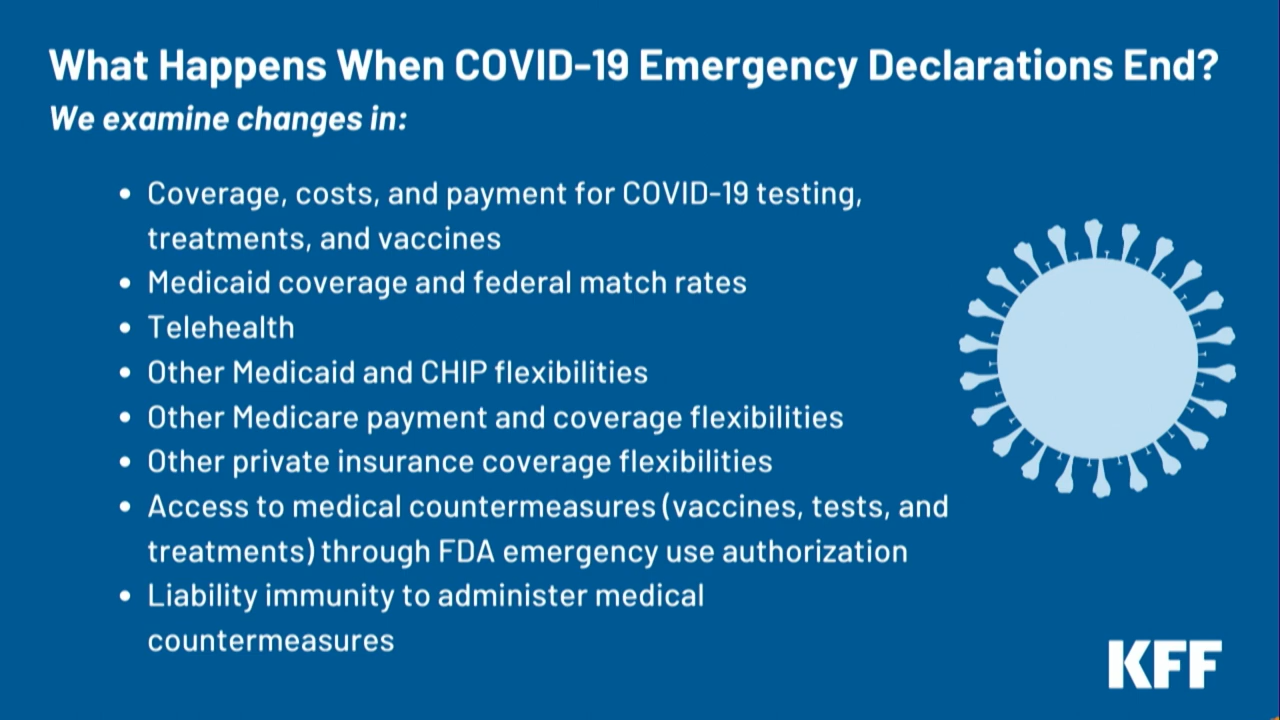 What Happens When COVID-19 Emergency Declarations End?
We examine changes in:
• Coverage, costs, and payment for COVID-19 testing,
treatments, and vaccines
• Medicaid coverage and federal match rates
• Telehealth
• Other Medicaid and CHIP flexibilities
• Other Medicare payment and coverage flexibilities
• Other private insurance coverage flexibilities
• Access to medical countermeasures (vaccines, tests, and
treatments) through FDA emergency use authorization
• Liability immunity to administer medical
countermeasures
KFF